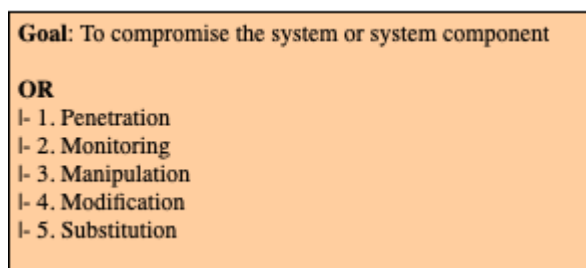 Goal: To compromise the system or system component
OR
|- 1. Penetration
|- 2. Monitoring
|- 3. Manipulation
|- 4. Modification
|- 5. Substitution